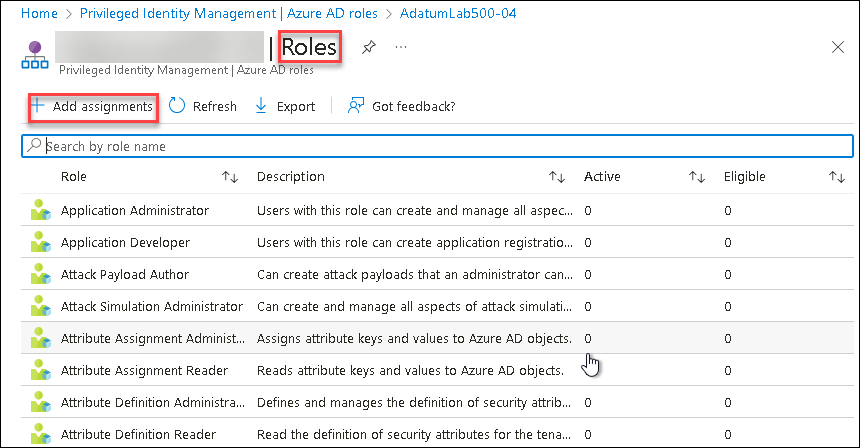 Home > Privileged Identity Management | Azure AD roles > AdatumLab500-04
| Roles
Privileged Identity Management | Azure AD roles
Add assignments Refresh Export Got feedback?
Search by role name
Role Description Active Eligible
Application Administrator Users with this role can create and manage all aspec... 0 0
Application Developer Users with this role can create application registratio... 0 0
Attack Payload Author Can create attack payloads that an administrator can... 0 0
Attack Simulation Administrator Can create and manage all aspects of attack simulati... 0 0
Attribute Assignment Administ... Assigns attribute keys and values to Azure AD objects. 0 0
Attribute Assignment Reader Reads attribute keys and values to Azure AD objects. 0 0
Attribute Definition Administra... Defines and manages the definition of security attrib... 0 0
Attribute Definition Reader Read the definition of security attributes for the tena... 0 0